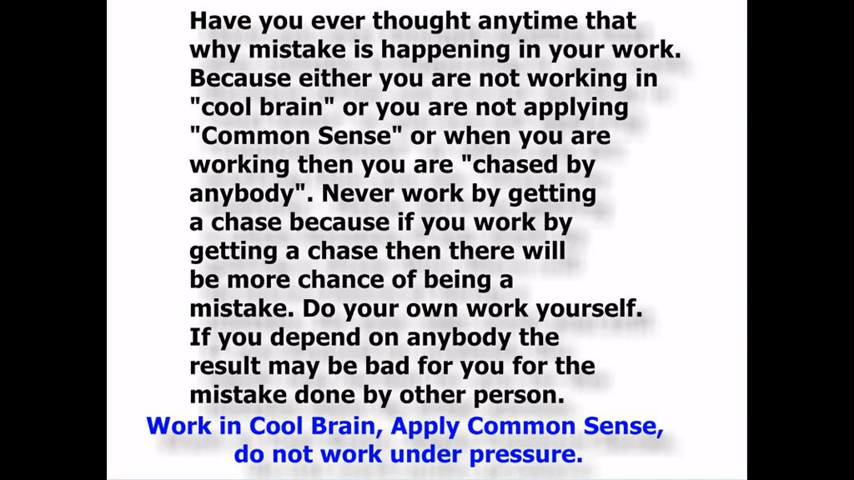 Have you ever thought anytime that
why mistake is happening in your work.
Because either you are not working in
"cool brain" or you are not applying
"Common Sense" or when you are
working then you are "chased by
anybody". Never work by getting
a chase because if you work by
getting a chase then there will
be more chance of being a
mistake. Do your own work yourself.
If you depend on anybody the
result may be bad for you for the
mistake done by other person.
Work in Cool Brain, Apply Common Sense,
do not work under pressure.